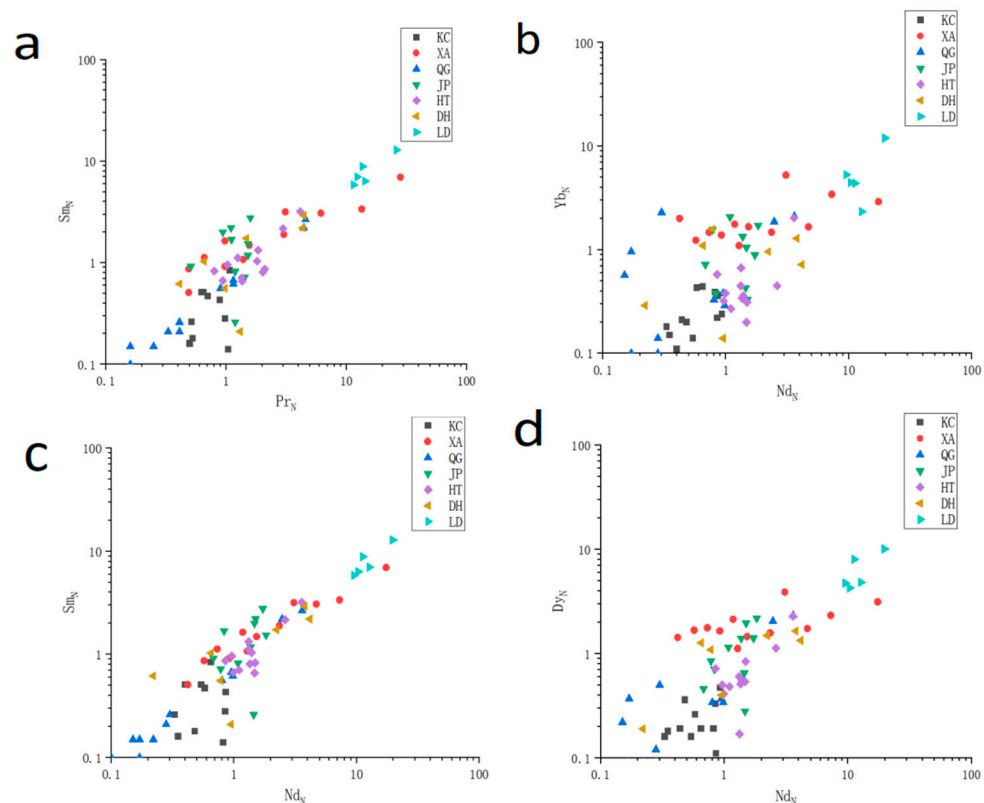 a
KC
XA
QG
JP
HT
DH
LD
100
10
1
0.1
Sm_N
0.1 1 10 100
Pr_N
b
KC
XA
QG
JP
HT
DH
LD
100
10
1
0.1
Yb_N
0.1 1 10 100
Nd_N
c
KC
XA
QG
JP
HT
DH
LD
100
10
1
0.1
Sm_N
0.1 1 10 100
Nd_N
d
KC
XA
QG
JP
HT
DH
LD
100
10
1
0.1
Dy_N
0.1 1 10 100
Nd_N